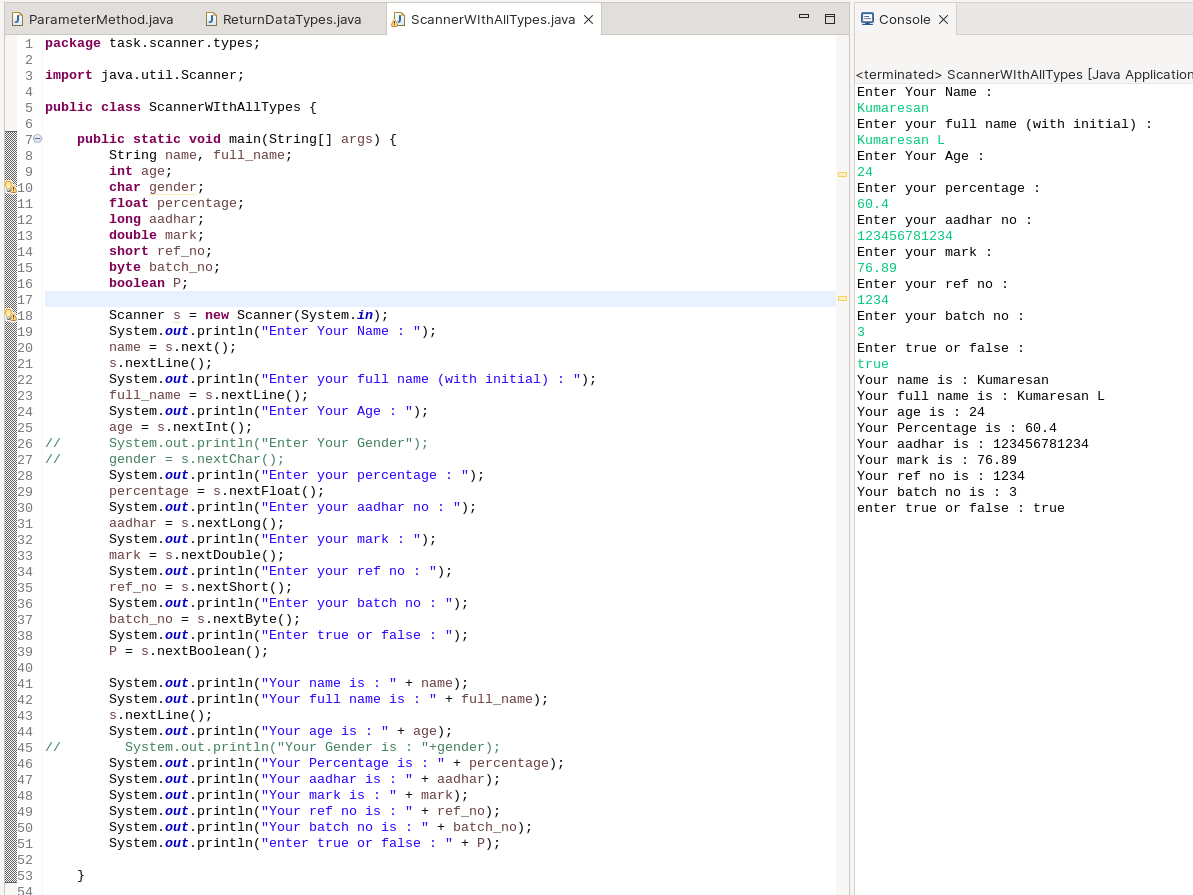 ParameterMethod.java ReturnDataTypes.java ScannerWIthAllTypes.java
1 package task.scanner.types;
2
3 import java.util.Scanner;
4
5 public class ScannerWIthAllTypes {
6
7     public static void main(String[] args) {
8         String name, full_name;
9         int age;
10         char gender;
11         float percentage;
12         long aadhar;
13         double mark;
14         short ref_no;
15         byte batch_no;
16         boolean P;
17
18         Scanner s = new Scanner(System.in);
19         System.out.println("Enter Your Name : ");
20         name = s.next();
21         s.nextLine();
22         System.out.println("Enter your full name (with initial) : ");
23         full_name = s.nextLine();
24         System.out.println("Enter Your Age : ");
25         age = s.nextInt();
26 //      System.out.println("Enter Your Gender");
27 //      gender = s.nextChar();
28         System.out.println("Enter your percentage : ");
29         percentage = s.nextFloat();
30         System.out.println("Enter your aadhar no : ");
31         aadhar = s.nextLong();
32         System.out.println("Enter your mark : ");
33         mark = s.nextDouble();
34         System.out.println("Enter your ref no : ");
35         ref_no = s.nextShort();
36         System.out.println("Enter your batch no : ");
37         batch_no = s.nextByte();
38         System.out.println("Enter true or false : ");
39         P = s.nextBoolean();
40
41         System.out.println("Your name is : " + name);
42         System.out.println("Your full name is : " + full_name);
43         s.nextLine();
44         System.out.println("Your age is : " + age);
45 //        System.out.println("Your Gender is : "+gender);
46         System.out.println("Your Percentage is : " + percentage);
47         System.out.println("Your aadhar is : " + aadhar);
48         System.out.println("Your mark is : " + mark);
49         System.out.println("Your ref no is : " + ref_no);
50         System.out.println("Your batch no is : " + batch_no);
51         System.out.println("enter true or false : " + P);
52
53     }
54
Console
<terminated> ScannerWIthAllTypes [Java Application
Enter Your Name :
Kumaresan
Enter your full name (with initial) :
Kumaresan L
Enter Your Age :
24
Enter your percentage :
60.4
Enter your aadhar no :
123456781234
Enter your mark :
76.89
Enter your ref no :
1234
Enter your batch no :
3
Enter true or false :
true
Your name is : Kumaresan
Your full name is : Kumaresan L
Your age is : 24
Your Percentage is : 60.4
Your aadhar is : 123456781234
Your mark is : 76.89
Your ref no is : 1234
Your batch no is : 3
enter true or false : true